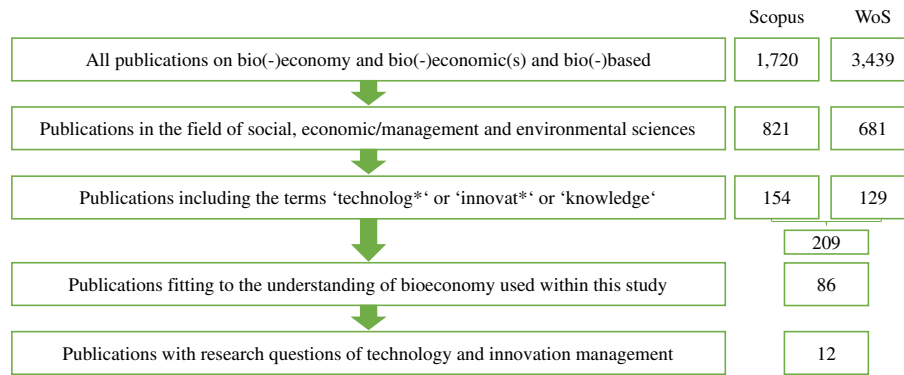 Scopus WoS
All publications on bio(-)economy and bio(-)economic(s) and bio(-)based 1,720 3,439
Publications in the field of social, economic/management and environmental sciences 821 681
Publications including the terms ‘technolog*‘ or ‘innovat*‘ or ‘knowledge‘ 154 129
209
Publications fitting to the understanding of bioeconomy used within this study 86
Publications with research questions of technology and innovation management 12